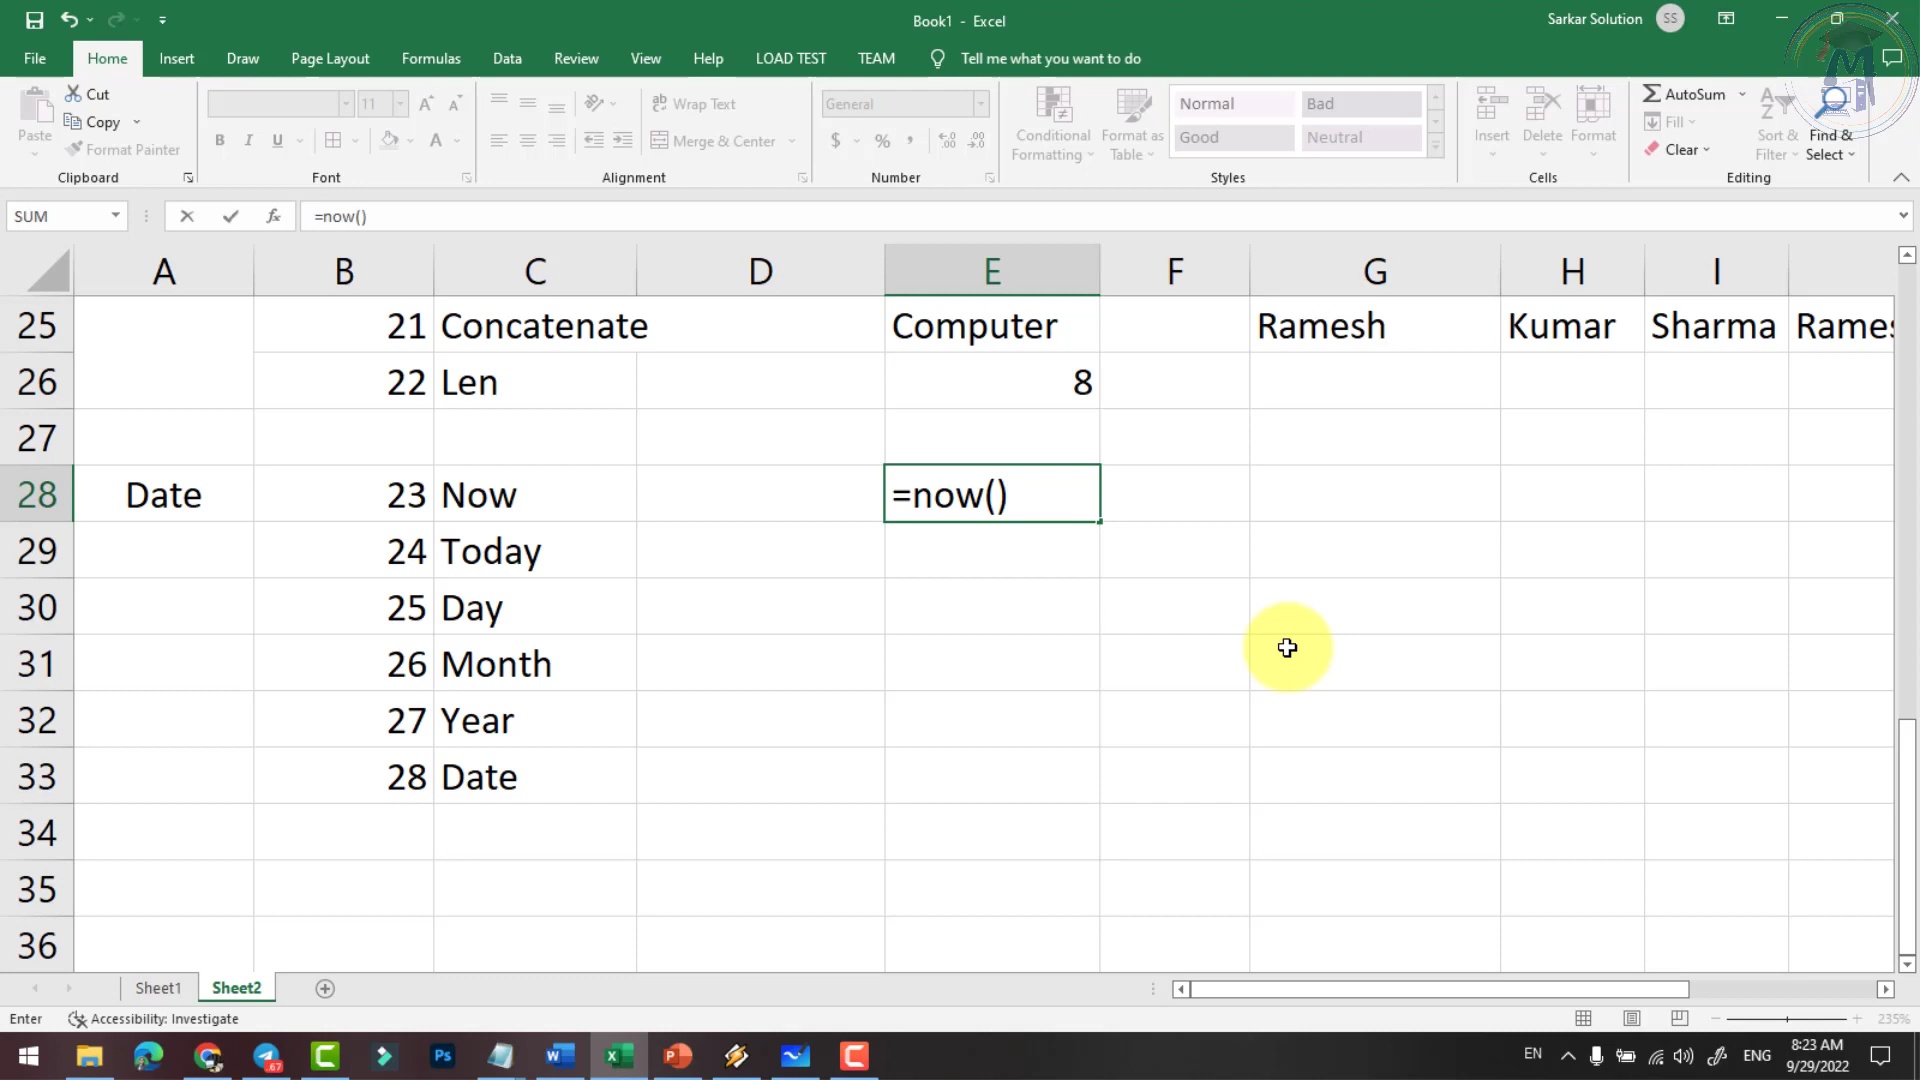 Book1 - Excel
Sarkar Solution
SS
File
Home
Insert
Draw
Page Layout
Formulas
Data
Review
View
Help
LOAD TEST
TEAM
Tell me what you want to do
Paste
Cut
Copy
Format Painter
Clipboard
11
B
I
U
Font
Wrap Text
Merge & Center
Alignment
General
Number
Conditional
Formatting
Format as
Table
Normal
Bad
Good
Neutral
Styles
Insert
Delete
Format
Cells
AutoSum
Fill
Clear
Sort &
Filter
Find &
Select
Editing
SUM
fx
=now()
A B C D E F G H I
25 21 Concatenate Computer Ramesh Kumar Sharma Rames
26 22 Len 8
27
28 Date 23 Now =now()
29 24 Today
30 25 Day
31 26 Month
32 27 Year
33 28 Date
34
35
36
Sheet1
Sheet2
Enter
Accessibility: Investigate
235%
EN
ENG
8:23 AM
9/29/2022